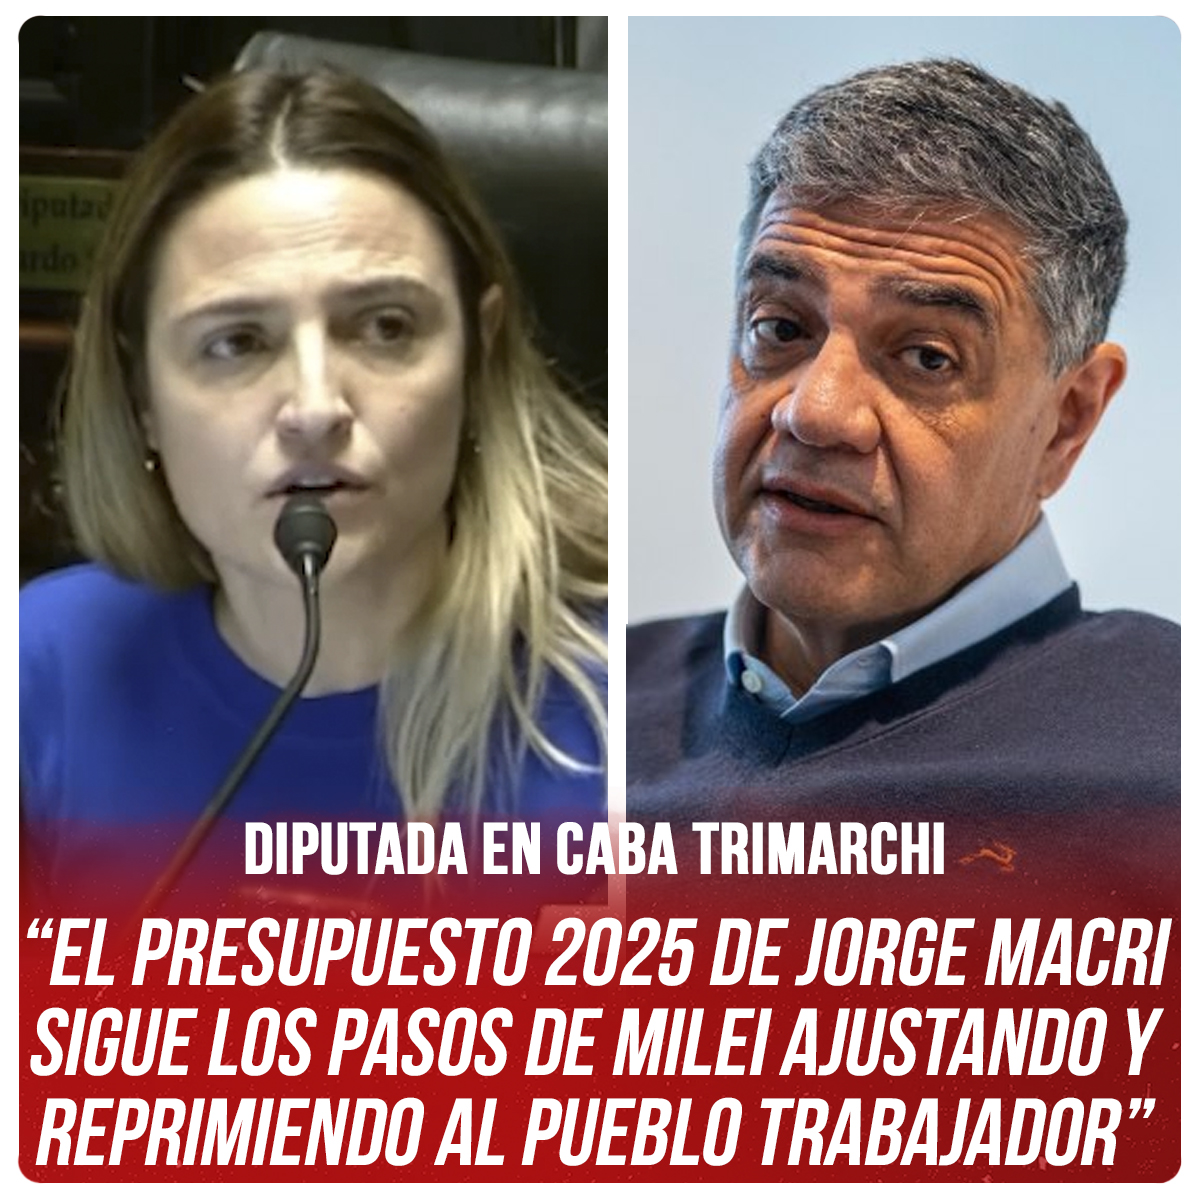 DIPUTADA EN CABA TRIMARCHI
“EL PRESUPUESTO 2025 DE JORGE MACRI
SIGUE LOS PASOS DE MILEI AJUSTANDO Y
REPRIMIENDO AL PUEBLO TRABAJADOR”